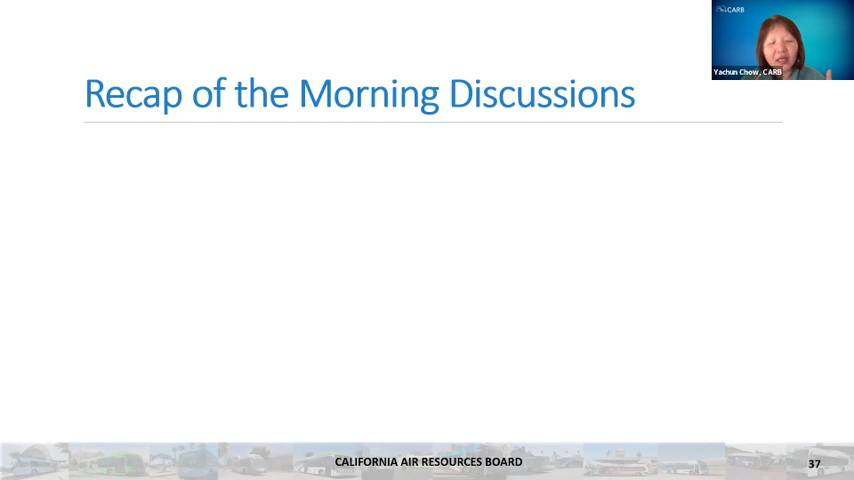 CARB
Yachun Chow, CARB
Recap of the Morning Discussions
CALIFORNIA AIR RESOURCES BOARD
37